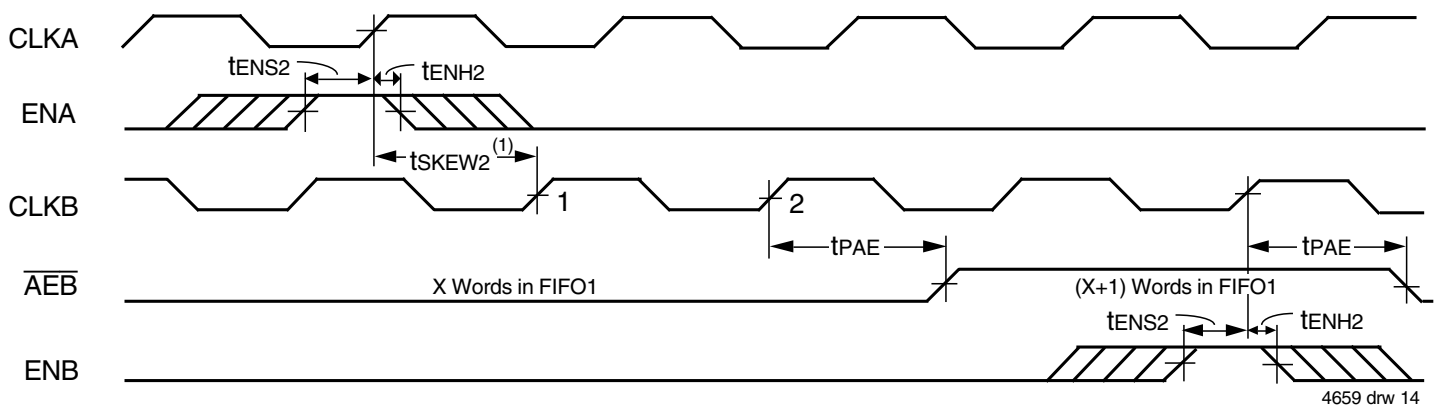 CLKA
tENS2 tENH2
ENA
tSKEW2 (1)
CLKB 1 2
tPAE tPAE
AEB X Words in FIFO1 (X+1) Words in FIFO1
tENS2 tENH2
ENB
4659 drw 14